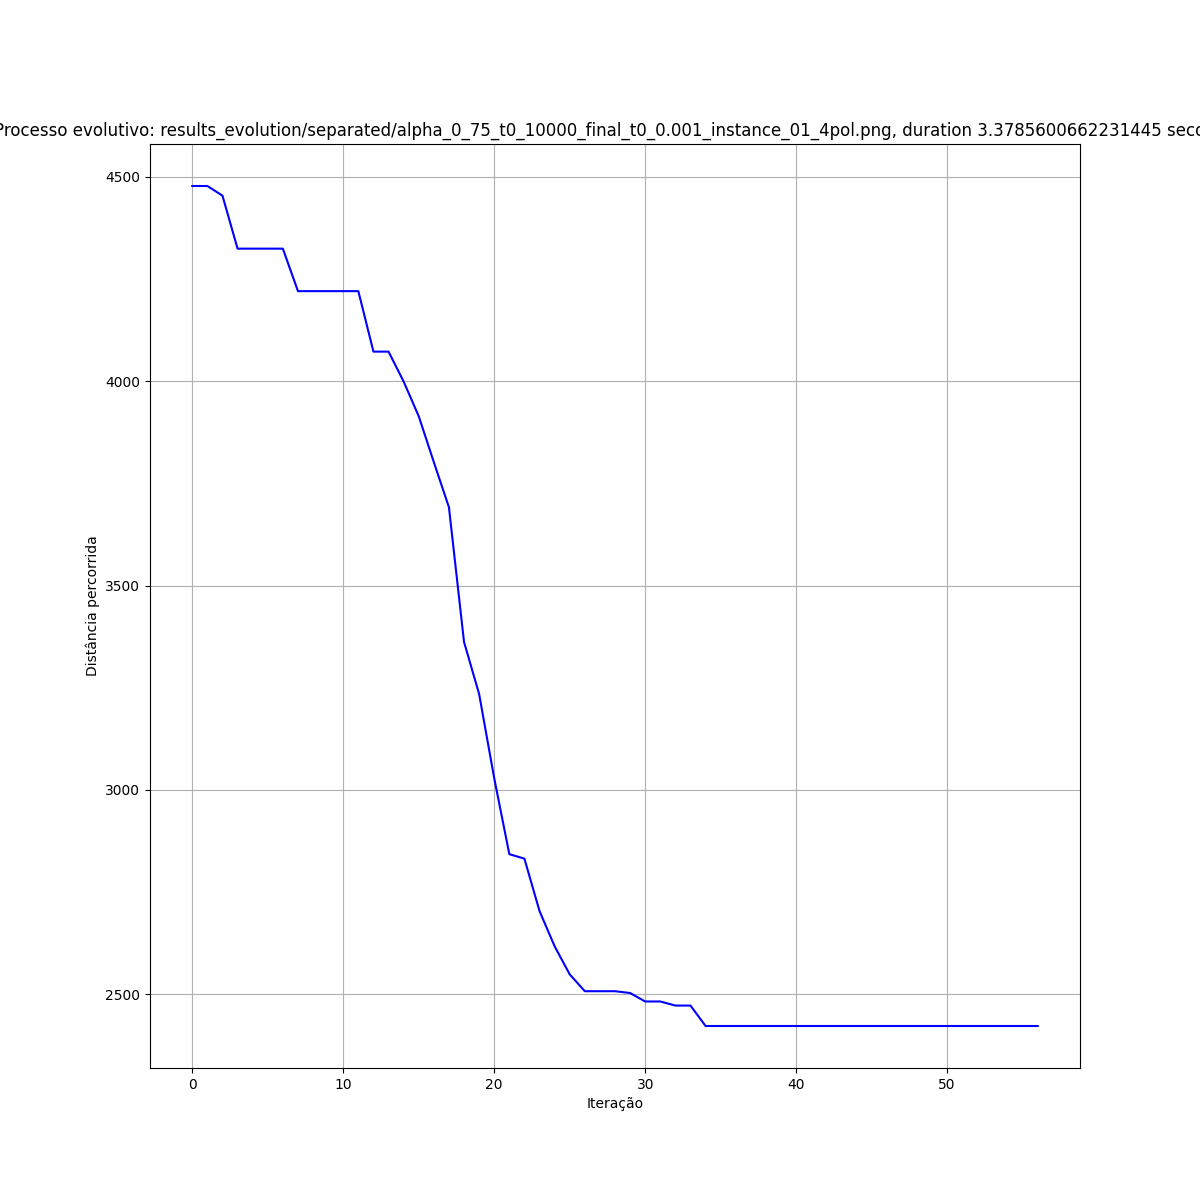 Processo evolutivo: results_evolution/separated/alpha_0_75_t0_10000_final_t0_0.001_instance_01_4pol.png, duration 3.3785600662231445
4500
4000
3500
3000
2500
Distância percorrida
0 10 20 30 40 50
Iteração